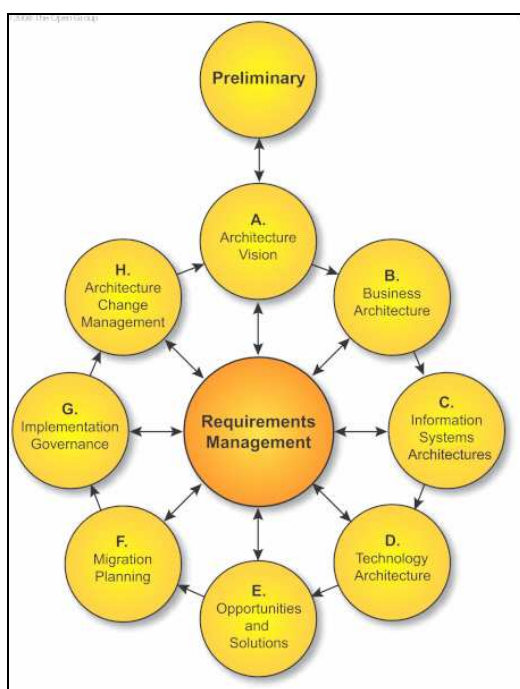 Preliminary
A.
Architecture
Vision
B.
Business
Architecture
C.
Information
Systems
Architectures
D.
Technology
Architecture
E.
Opportunities
and
Solutions
F.
Migration
Planning
G.
Implementation
Governance
H.
Architecture
Change
Management
Requirements
Management